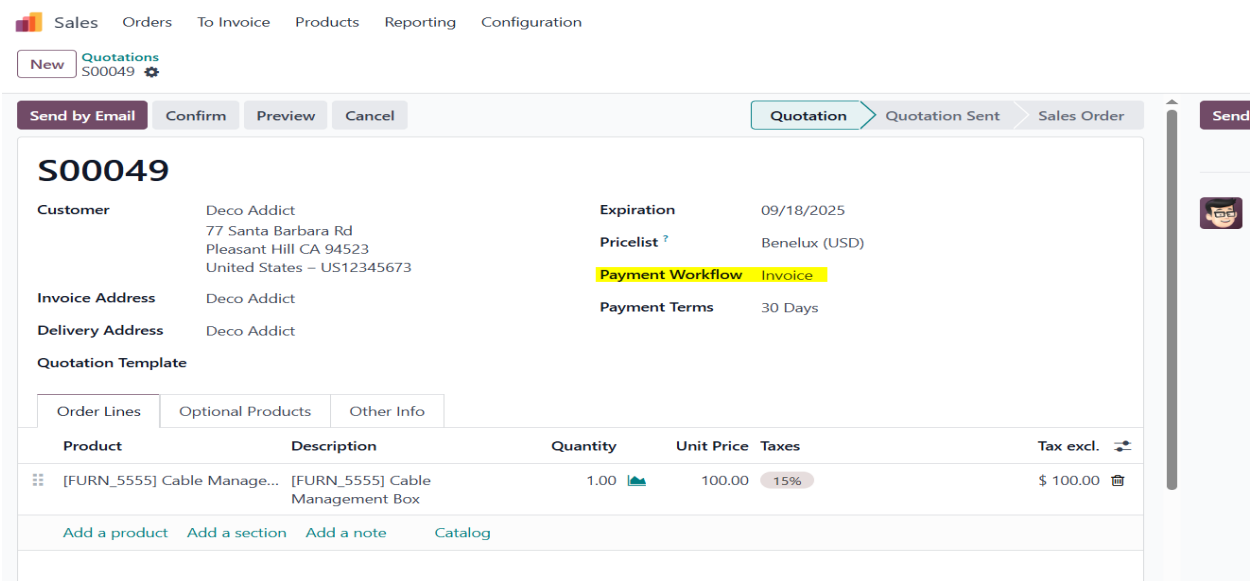 Sales Orders To Invoice Products Reporting Configuration
New Quotations
S00049
Send by Email Confirm Preview Cancel Quotation Quotation Sent Sales Order Send
S00049
Customer Deco Addict Expiration 09/18/2025
77 Santa Barbara Rd
Pleasant Hill CA 94523 Pricelist ? Benelux (USD)
United States – US12345673
Payment Workflow Invoice
Invoice Address Deco Addict Payment Terms 30 Days
Delivery Address Deco Addict
Quotation Template
Order Lines Optional Products Other Info
Product Description Quantity Unit Price Taxes Tax excl.
[FURN_5555] Cable Manage... [FURN_5555] Cable 1.00 100.00 15% $ 100.00
Management Box
Add a product Add a section Add a note Catalog